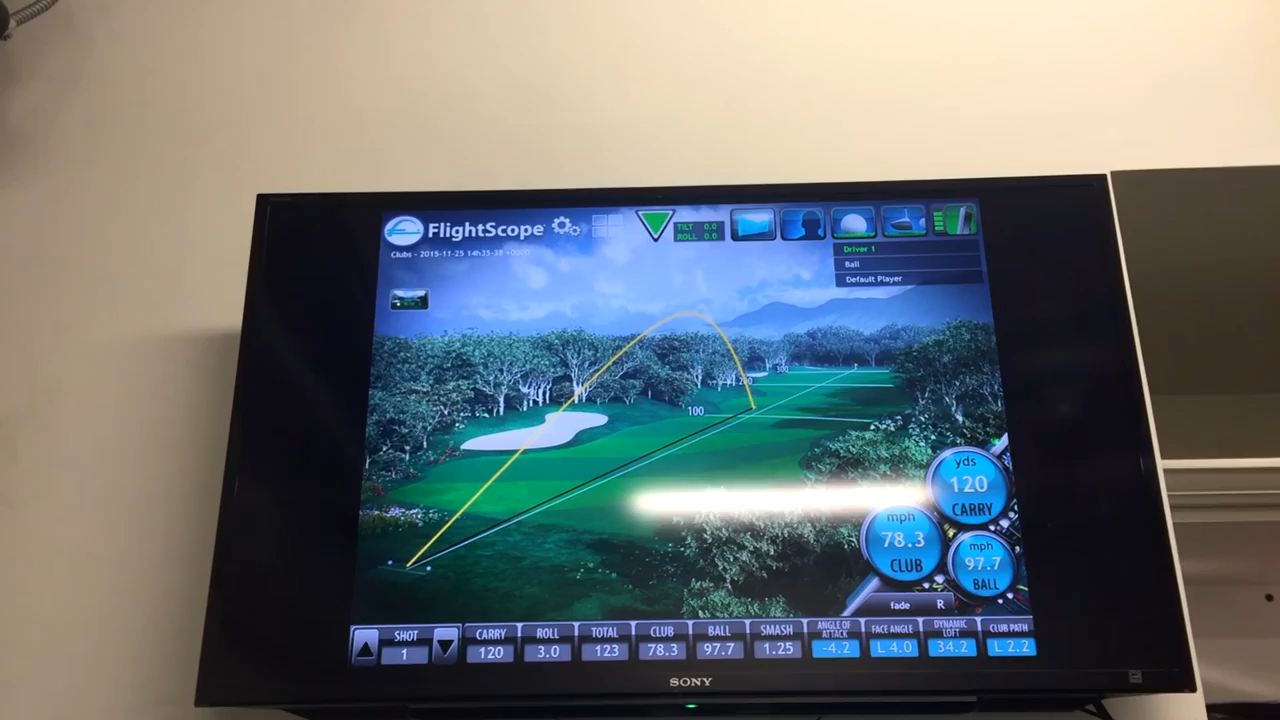 FlightScope
TILT 0.0
ROLL 0.0
Clubs - 2015-11-25 14h35-38 +0000
Driver 1
Ball
Default Player
300
200
100
yds
120
CARRY
mph
78.3
CLUB
mph
97.7
BALL
fade R
SHOT CARRY ROLL TOTAL CLUB BALL SMASH ANGLE OF ATTACK FACE ANGLE DYNAMIC LOFT CLUB PATH
1 120 3.0 123 78.3 97.7 1.25 -4.2 L 4.0 34.2 L 2.2
SONY